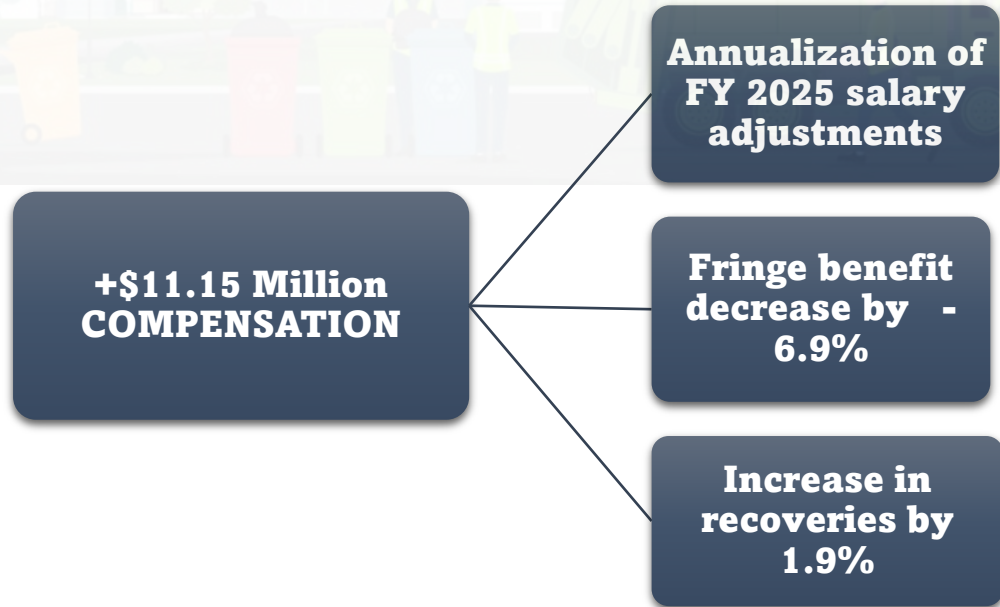 Annualization of
FY 2025 salary
adjustments
+$11.15 Million
COMPENSATION
Fringe benefit
decrease by -
6.9%
Increase in
recoveries by
1.9%